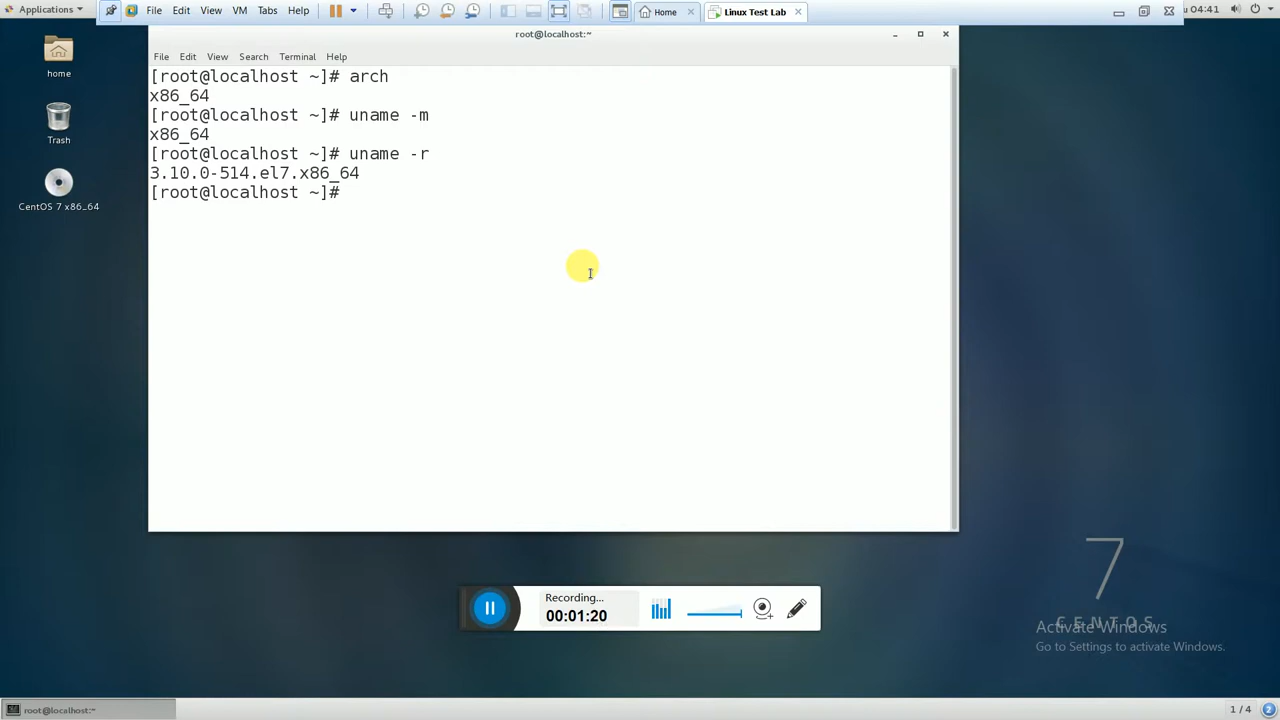 Applications
File Edit View VM Tabs Help
Home
Linux Test Lab
04:41
root@localhost:~
File Edit View Search Terminal Help
[root@localhost ~]# arch
x86_64
[root@localhost ~]# uname -m
x86_64
[root@localhost ~]# uname -r
3.10.0-514.el7.x86_64
[root@localhost ~]#
home
Trash
CentOS 7 x86_64
Recording...
00:01:20
7
CENTOS
Activate Windows
Go to Settings to activate Windows.
root@localhost:~
1 / 4
2